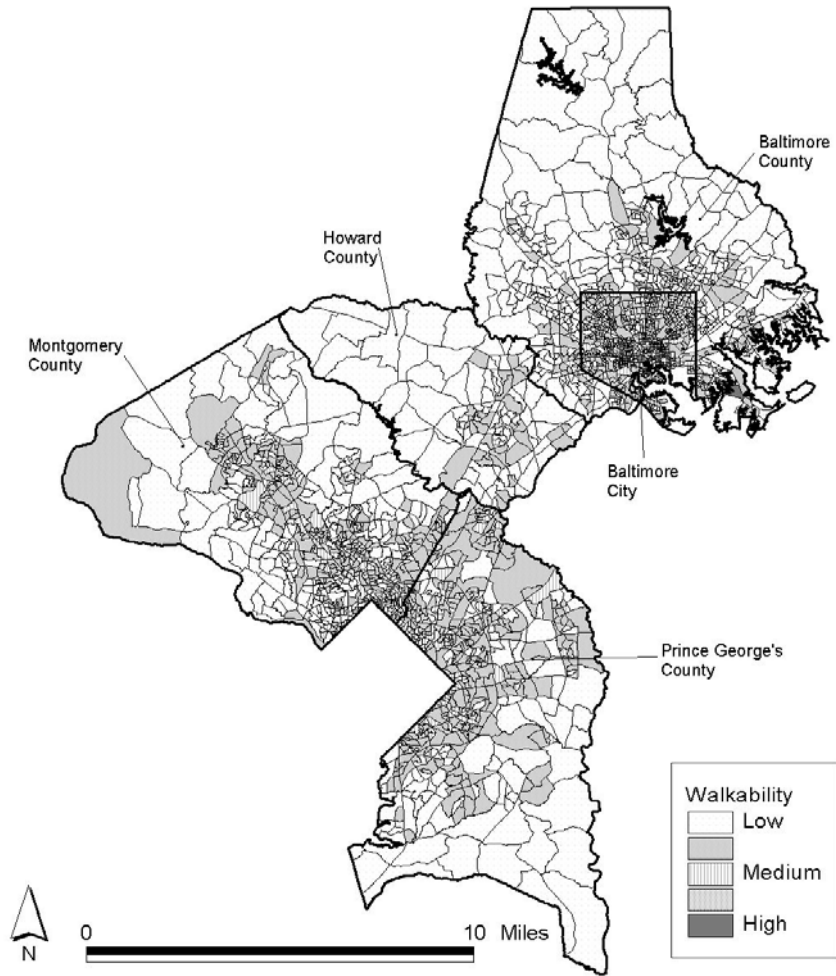 Baltimore
County
Howard
County
Montgomery
County
Baltimore
City
Prince George's
County
Walkability
Low
Medium
High
N
0
10 Miles